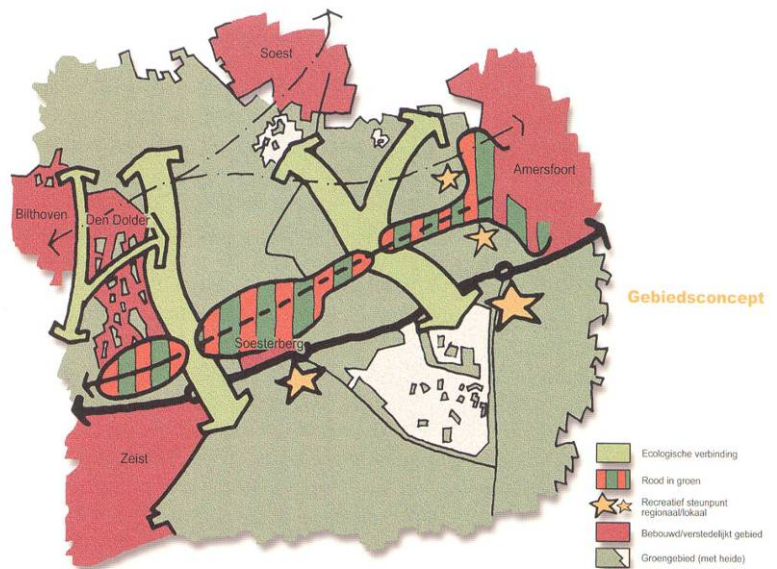 Soest
Amersfoort
Bilthoven
Den Dolder
Gebiedsconcept
Soesterberg
Zeist
Ecologische verbinding
Rood in groen
Recreatief steunpunt
regionaal/lokaal
Bebouwd/verstedelijkt gebied
Groengebied (met heide)